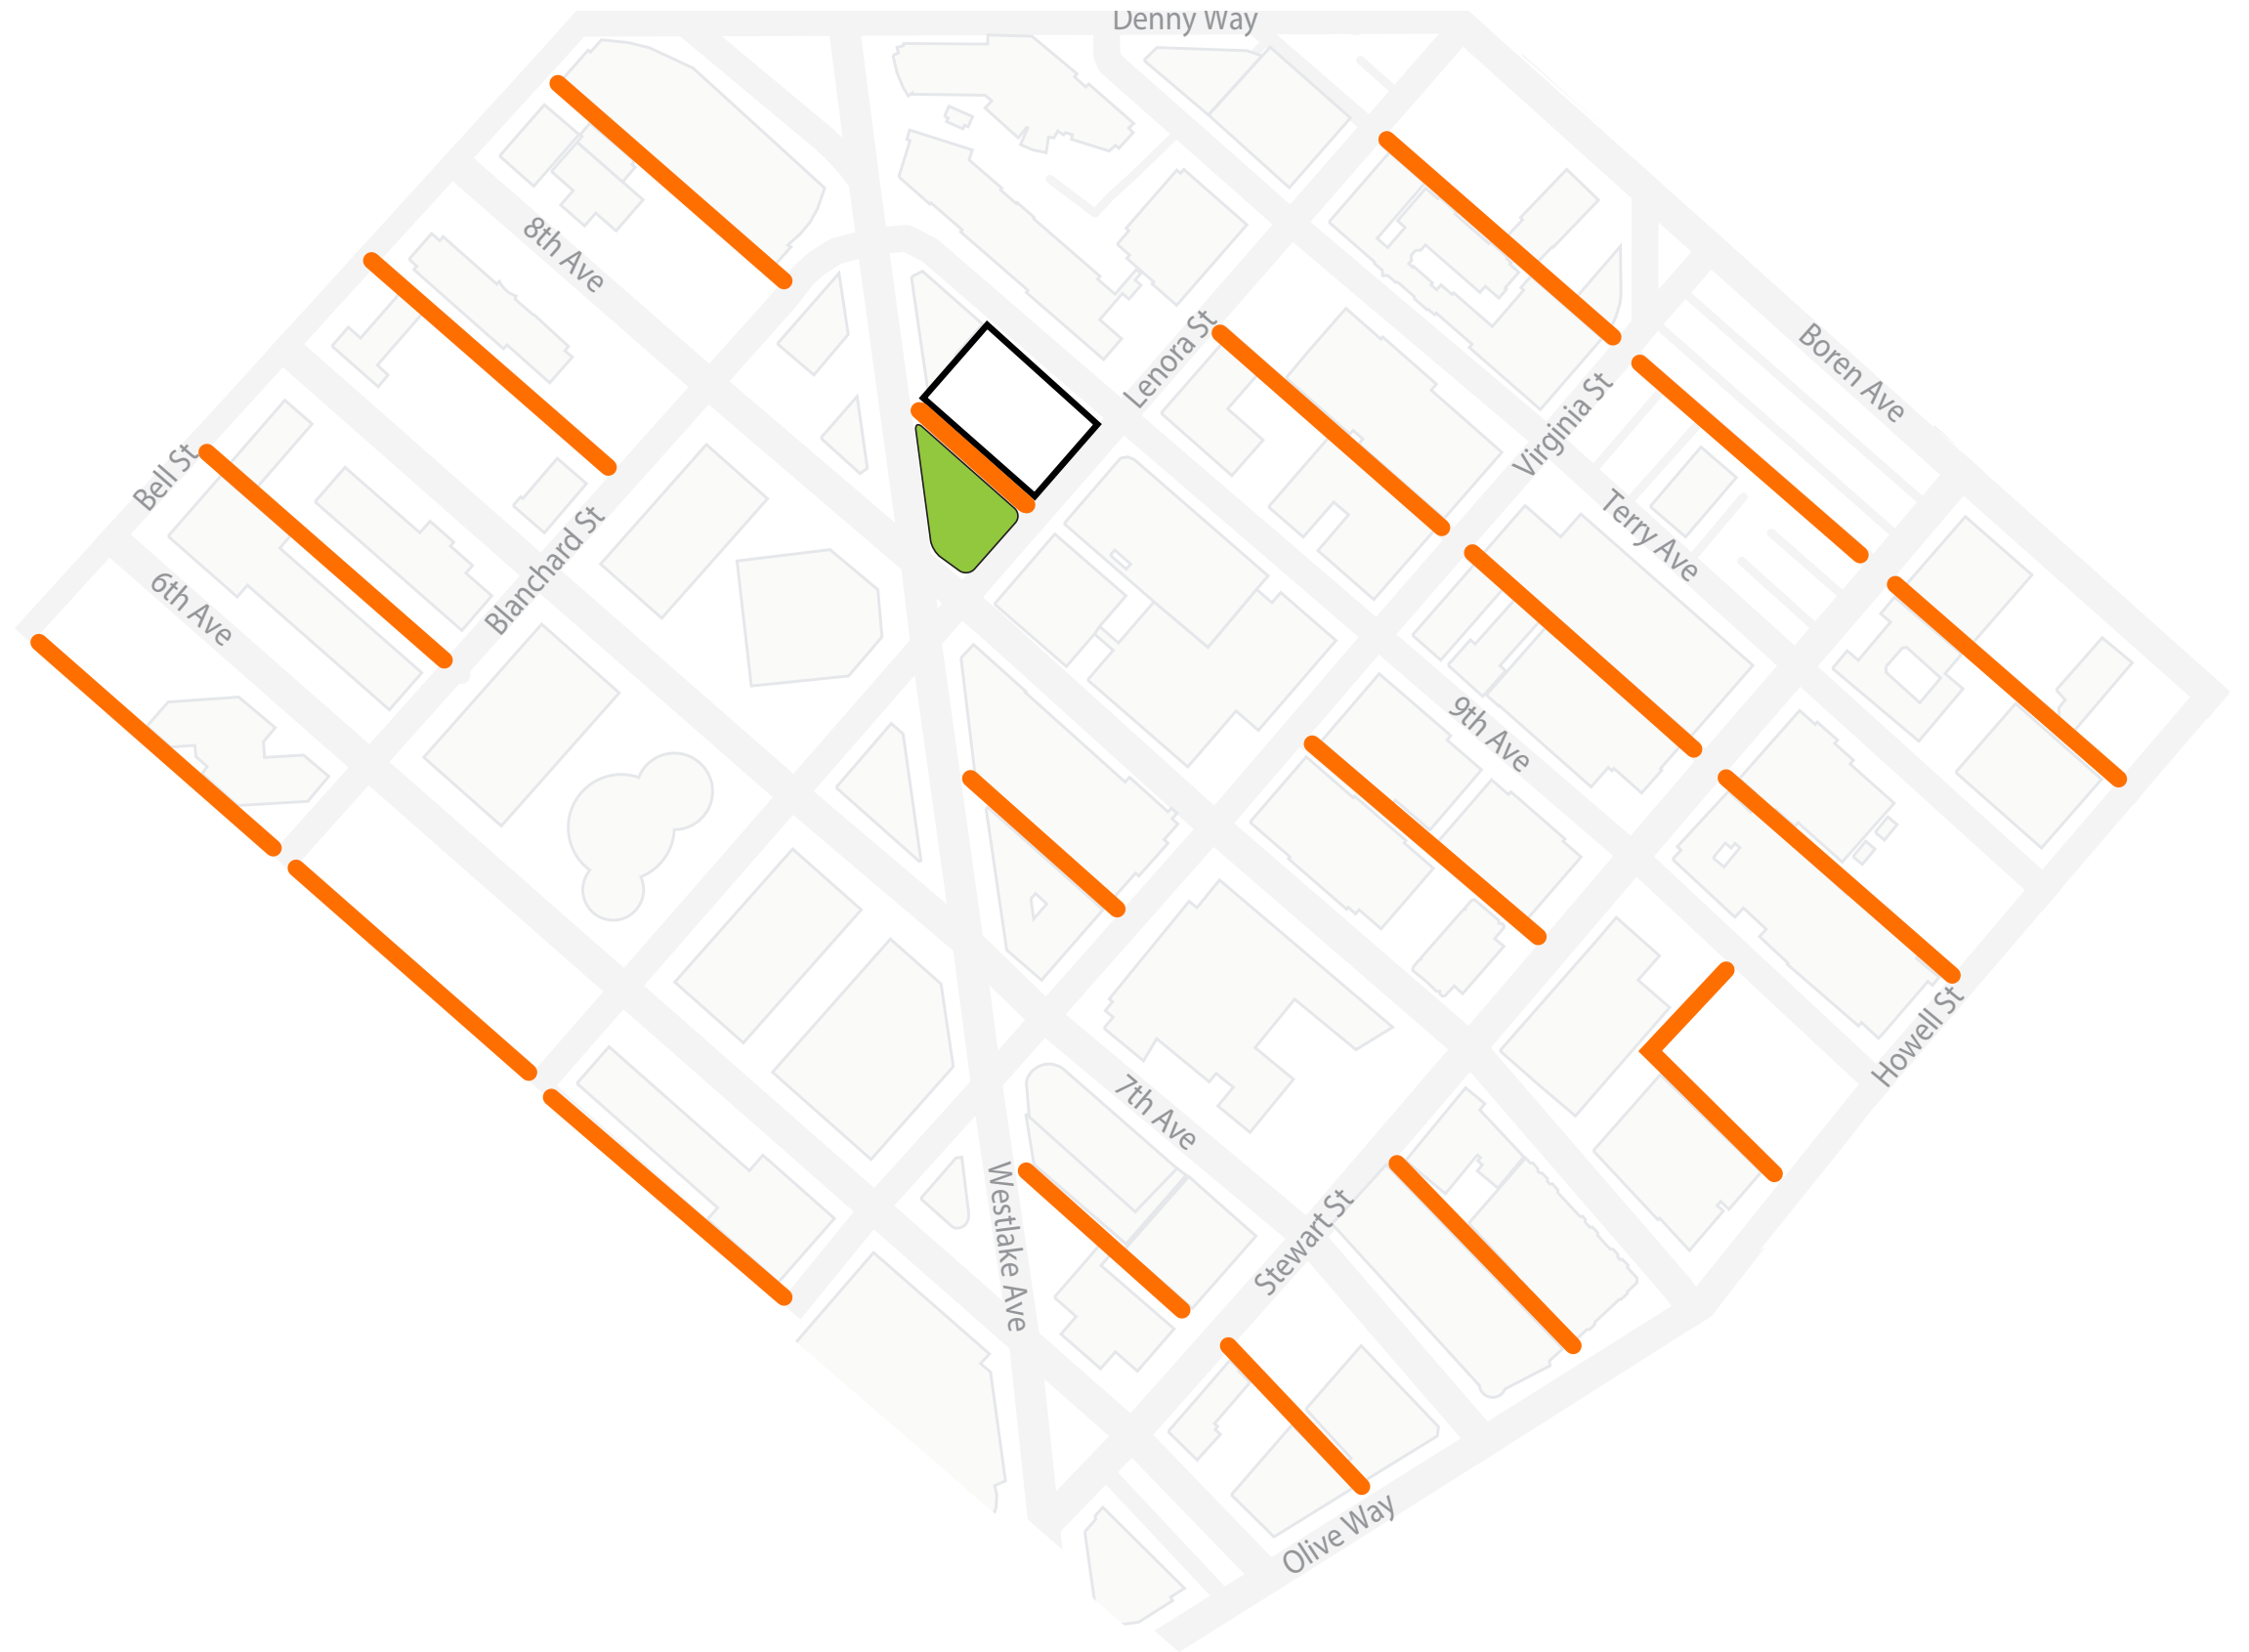 Denny Way
8th Ave
Lenora St
Boren Ave
Virginia St
Bell St
Terry Ave
Blanchard St
6th Ave
9th Ave
Howell St
7th Ave
Westlake Ave
Stewart St
Olive Way